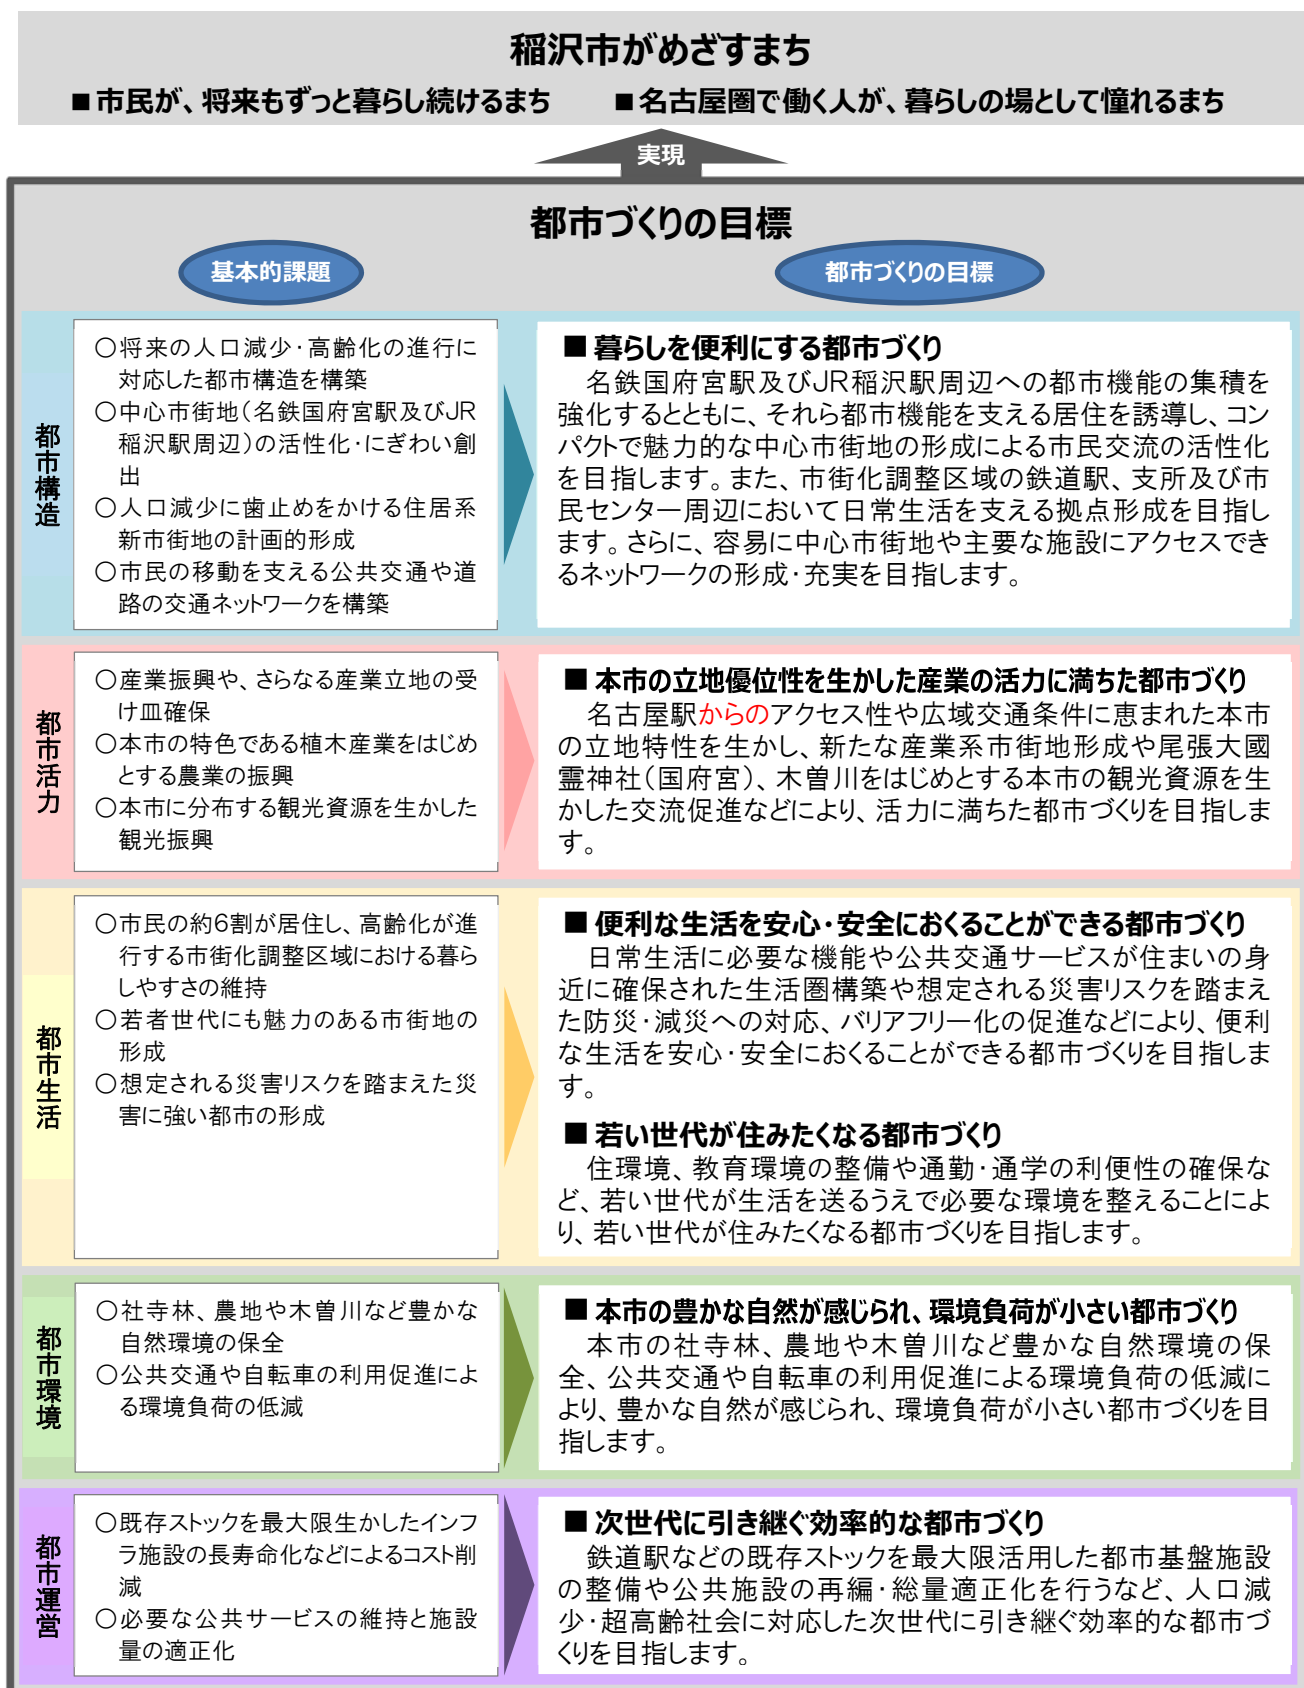 稲沢市がめざすまち
■市民が、将来もずっと暮らし続けるまち　■名古屋圏で働く人が、暮らしの場として憧れるまち
実現
都市づくりの目標
基本的課題
都市づくりの目標
都市構造
○将来の人口減少・高齢化の進行に
対応した都市構造を構築
○中心市街地(名鉄国府宮駅及びJR
稲沢駅周辺)の活性化・にぎわい創
出
○人口減少に歯止めをかける住居系
新市街地の計画的形成
○市民の移動を支える公共交通や道
路の交通ネットワークを構築
■暮らしを便利にする都市づくり
名鉄国府宮駅及びJR稲沢駅周辺への都市機能の集積を
強化するとともに、それら都市機能を支える居住を誘導し、コン
パクトで魅力的な中心市街地の形成による市民交流の活性化
を目指します。また、市街化調整区域の鉄道駅、支所及び市
民センター周辺において日常生活を支える拠点形成を目指し
ます。さらに、容易に中心市街地や主要な施設にアクセスでき
るネットワークの形成・充実を目指します。
都市活力
○産業振興や、さらなる産業立地の受
け皿確保
○本市の特色である植木産業をはじめ
とする農業の振興
○本市に分布する観光資源を生かした
観光振興
■本市の立地優位性を生かした産業の活力に満ちた都市づくり
名古屋駅からのアクセス性や広域交通条件に恵まれた本市
の立地特性を生かし、新たな産業系市街地形成や尾張大國
霊神社(国府宮)、木曽川をはじめとする本市の観光資源を生
かした交流促進などにより、活力に満ちた都市づくりを目指しま
す。
都市生活
○市民の約6割が居住し、高齢化が進
行する市街化調整区域における暮ら
しやすさの維持
○若者世代にも魅力のある市街地の
形成
○想定される災害リスクを踏まえた災
害に強い都市の形成
■便利な生活を安心・安全におくることができる都市づくり
日常生活に必要な機能や公共交通サービスが住まいの身
近に確保された生活圏構築や想定される災害リスクを踏まえ
た防災・減災への対応、バリアフリー化の促進などにより、便利
な生活を安心・安全におくることができる都市づくりを目指しま
す。
■若い世代が住みたくなる都市づくり
住環境、教育環境の整備や通勤・通学の利便性の確保な
ど、若い世代が生活を送るうえで必要な環境を整えることによ
り、若い世代が住みたくなる都市づくりを目指します。
都市環境
○社寺林、農地や木曽川など豊かな
自然環境の保全
○公共交通や自転車の利用促進によ
る環境負荷の低減
■本市の豊かな自然が感じられ、環境負荷が小さい都市づくり
本市の社寺林、農地や木曽川など豊かな自然環境の保
全、公共交通や自転車の利用促進による環境負荷の低減に
より、豊かな自然が感じられ、環境負荷が小さい都市づくりを目
指します。
都市運営
○既存ストックを最大限生かしたインフ
ラ施設の長寿命化などによるコスト削
減
○必要な公共サービスの維持と施設
量の適正化
■次世代に引き継ぐ効率的な都市づくり
鉄道駅などの既存ストックを最大限活用した都市基盤施設
の整備や公共施設の再編・総量適正化を行うなど、人口減
少・超高齢社会に対応した次世代に引き継ぐ効率的な都市づ
くりを目指します。